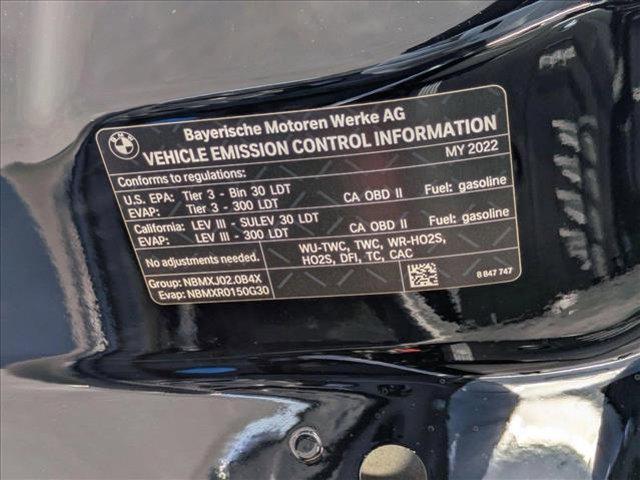 BMW
Bayerische Motoren Werke AG
VEHICLE EMISSION CONTROL INFORMATION
Conforms to regulations: MY 2022
U.S. EPA: Tier 3 - Bin 30 LDT CA OBD II Fuel: gasoline
EVAP: Tier 3 - 300 LDT
California: LEV III - SULEV 30 LDT CA OBD II Fuel: gasoline
EVAP: LEV III - 300 LDT
No adjustments needed.
WU-TWC, TWC, WR-HO2S,
HO2S, DFI, TC, CAC
Group: NBMXJ02.0B4X
Evap: NBMXR0150G30
8 847 747